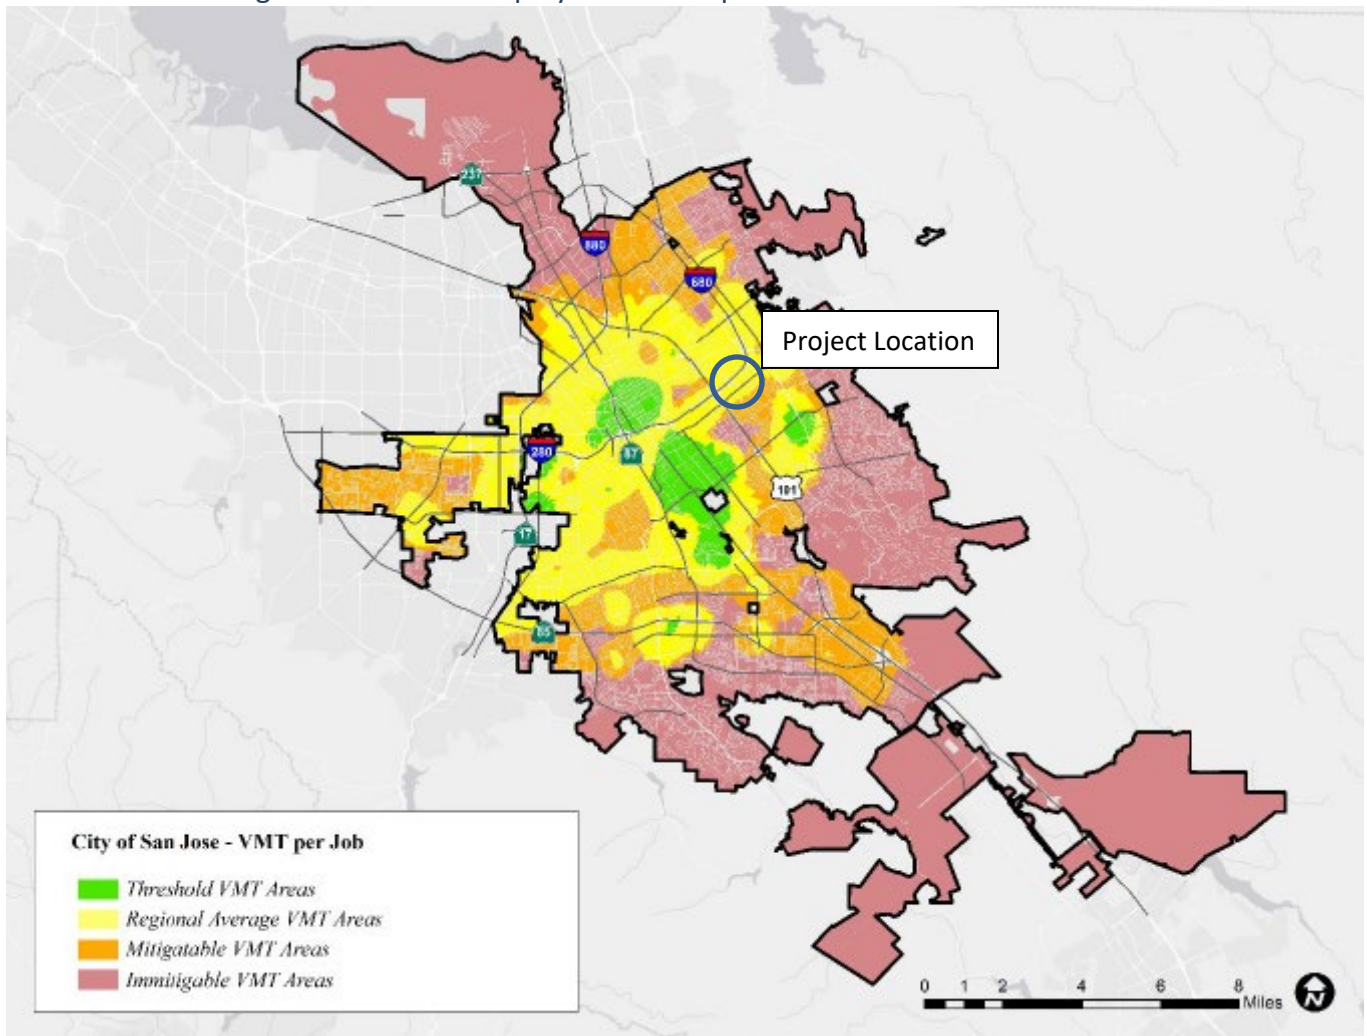 237
880
680
Project Location
87
280
101
17
85
City of San Jose - VMT per Job
Threshold VMT Areas
Regional Average VMT Areas
Mitigatable VMT Areas
Immitigable VMT Areas
0 1 2 4 6 8
Miles
N